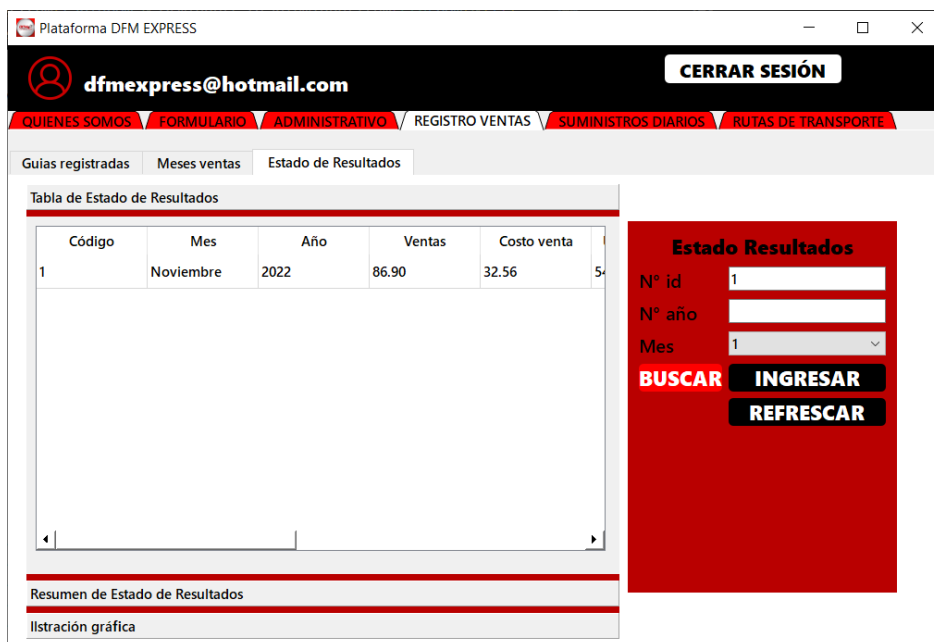 Plataforma DFM EXPRESS
dfmexpress@hotmail.com
CERRAR SESIÓN
QUIENES SOMOS FORMULARIO ADMINISTRATIVO REGISTRO VENTAS SUMINISTROS DIARIOS RUTAS DE TRANSPORTE
Guias registradas Meses ventas Estado de Resultados
Tabla de Estado de Resultados
Código Mes Año Ventas Costo venta
1 Noviembre 2022 86.90 32.56
Estado Resultados
N° id 1
N° año
Mes 1
BUSCAR INGRESAR
REFRESCAR
Resumen de Estado de Resultados
Ilstración gráfica